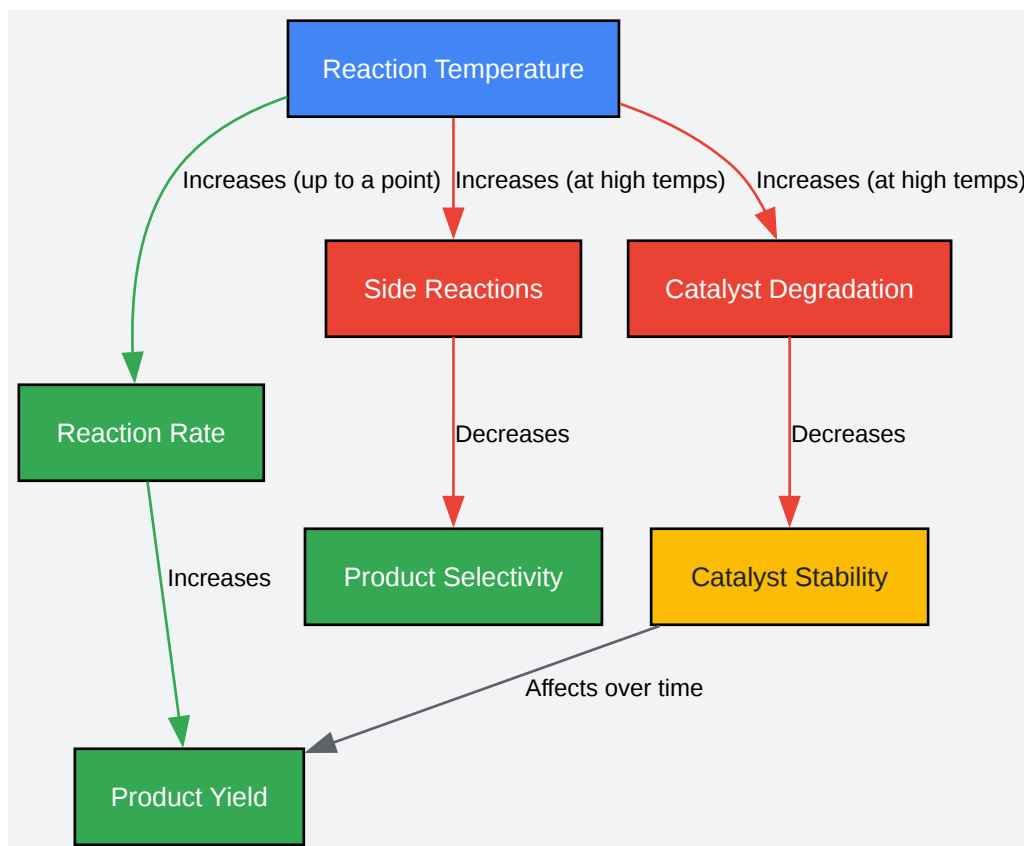 Reaction Temperature
Increases (up to a point)
Increases (at high temps)
Increases (at high temps)
Side Reactions
Catalyst Degradation
Reaction Rate
Decreases
Decreases
Increases
Product Selectivity
Catalyst Stability
Affects over time
Product Yield